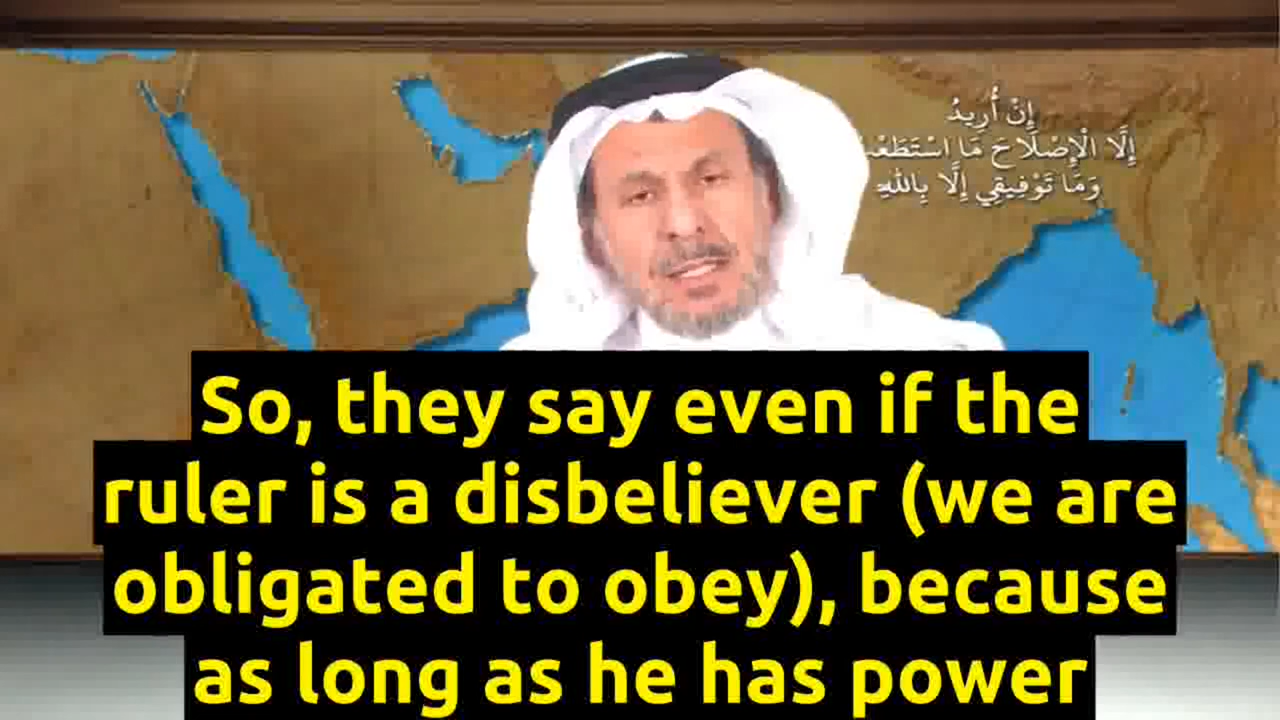 إِنْ أُرِيدُ
إِلَّا الْإِصْلَاحَ مَا
وَمَا تَوْفِيقِي إِلَّا بِاللَّهِ
So, they say even if the
ruler is a disbeliever (we are
obligated to obey), because
as long as he has power